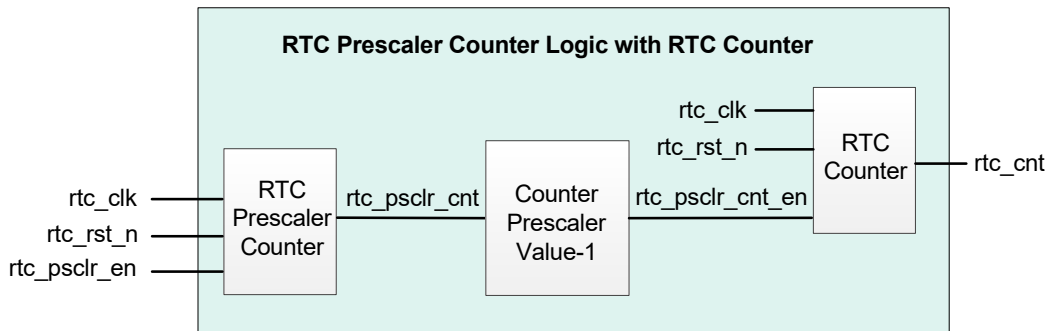 RTC Prescaler Counter Logic with RTC Counter
rtc_clk
rtc_rst_n
rtc_psclr_en
RTC
Prescaler
Counter
rtc_psclr_cnt
Counter
Prescaler
Value-1
rtc_psclr_cnt_en
rtc_clk
rtc_rst_n
RTC
Counter
rtc_cnt